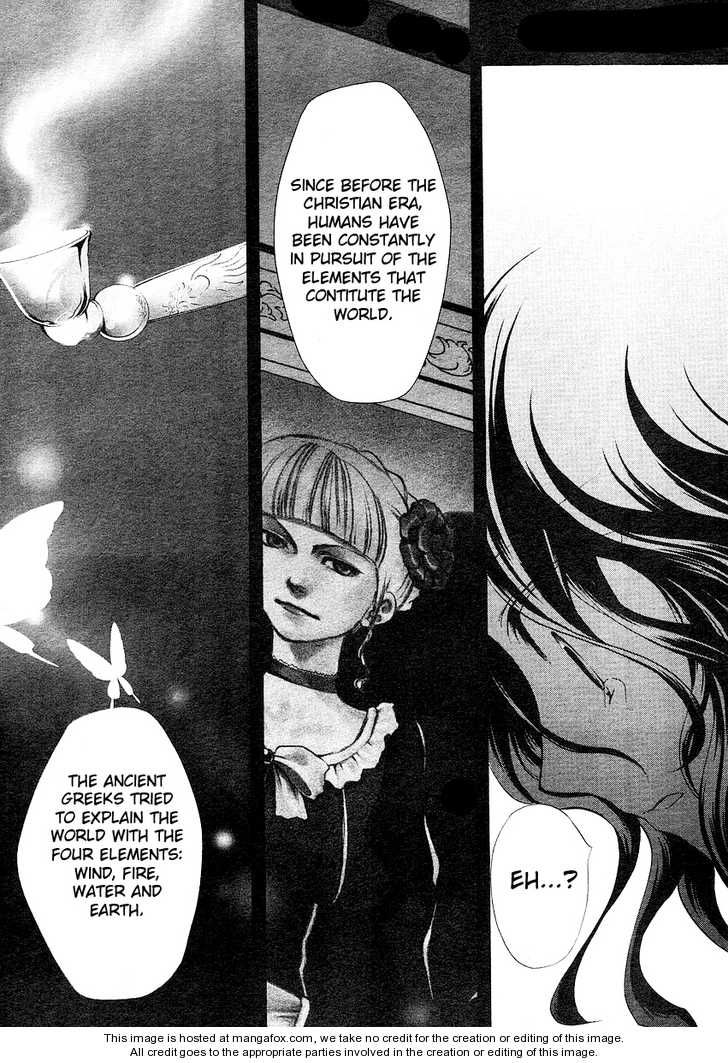 EH...?
SINCE BEFORE THE
CHRISTIAN ERA,
HUMANS HAVE
BEEN CONSTANTLY
IN PURSUIT OF THE
ELEMENTS THAT
CONTITUTE THE
WORLD.
THE ANCIENT
GREEKS TRIED
TO EXPLAIN THE
WORLD WITH THE
FOUR ELEMENTS:
WIND, FIRE,
WATER AND
EARTH.
This image is hosted at mangafox.com, we take no credit for the creation or editing of this image.
All credit goes to the appropriate parties involved in the creation or editing of this image.